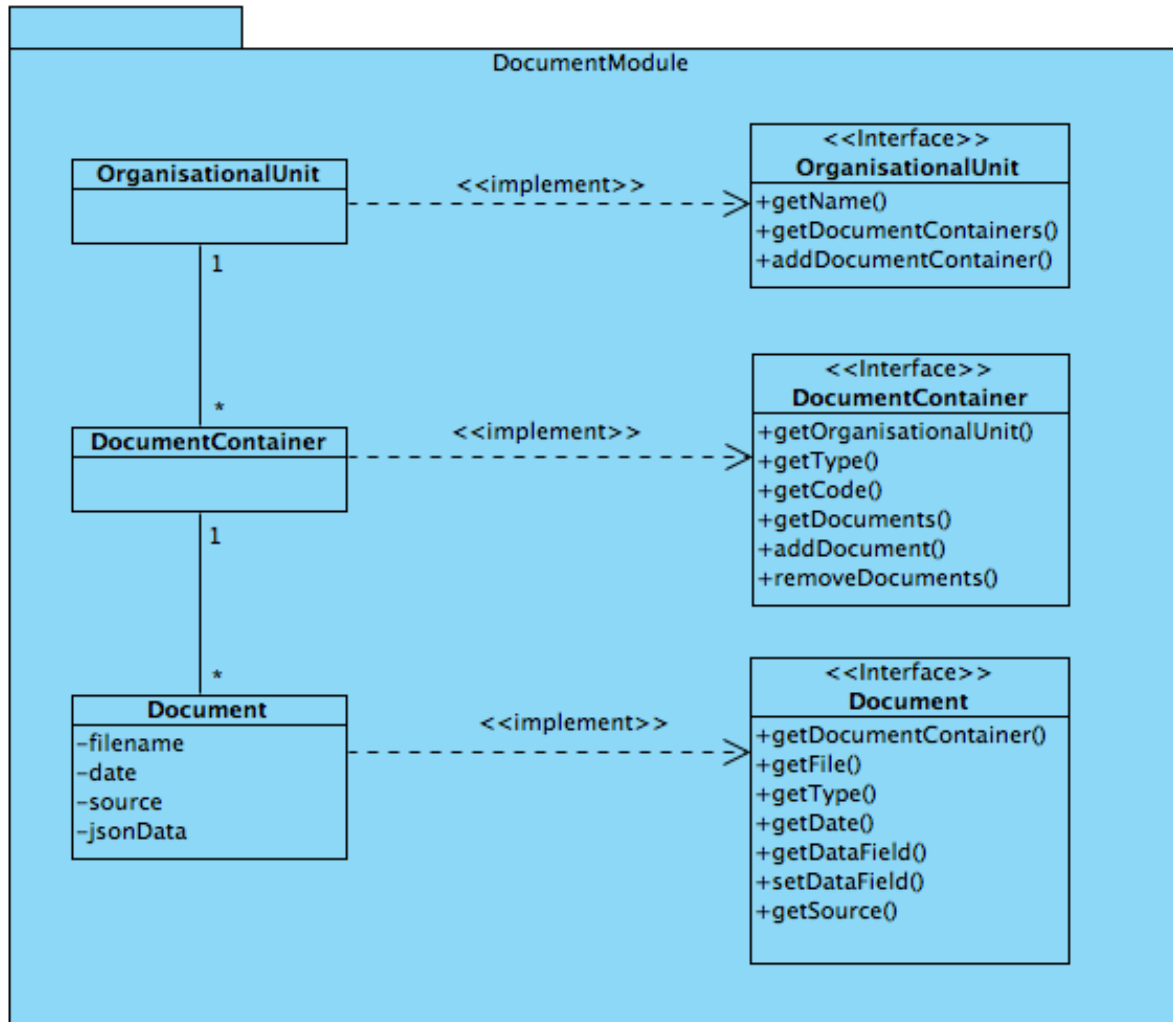 DocumentModule
OrganisationalUnit
<<implement>>
<<Interface>>
OrganisationalUnit
+getName()
+getDocumentContainers()
+addDocumentContainer()
1
*
DocumentContainer
<<implement>>
<<Interface>>
DocumentContainer
+getOrganisationalUnit()
+getType()
+getCode()
+getDocuments()
+addDocument()
+removeDocuments()
1
*
Document
-filename
-date
-source
-jsonData
<<implement>>
<<Interface>>
Document
+getDocumentContainer()
+getFile()
+getType()
+getDate()
+getDataField()
+setDataField()
+getSource()